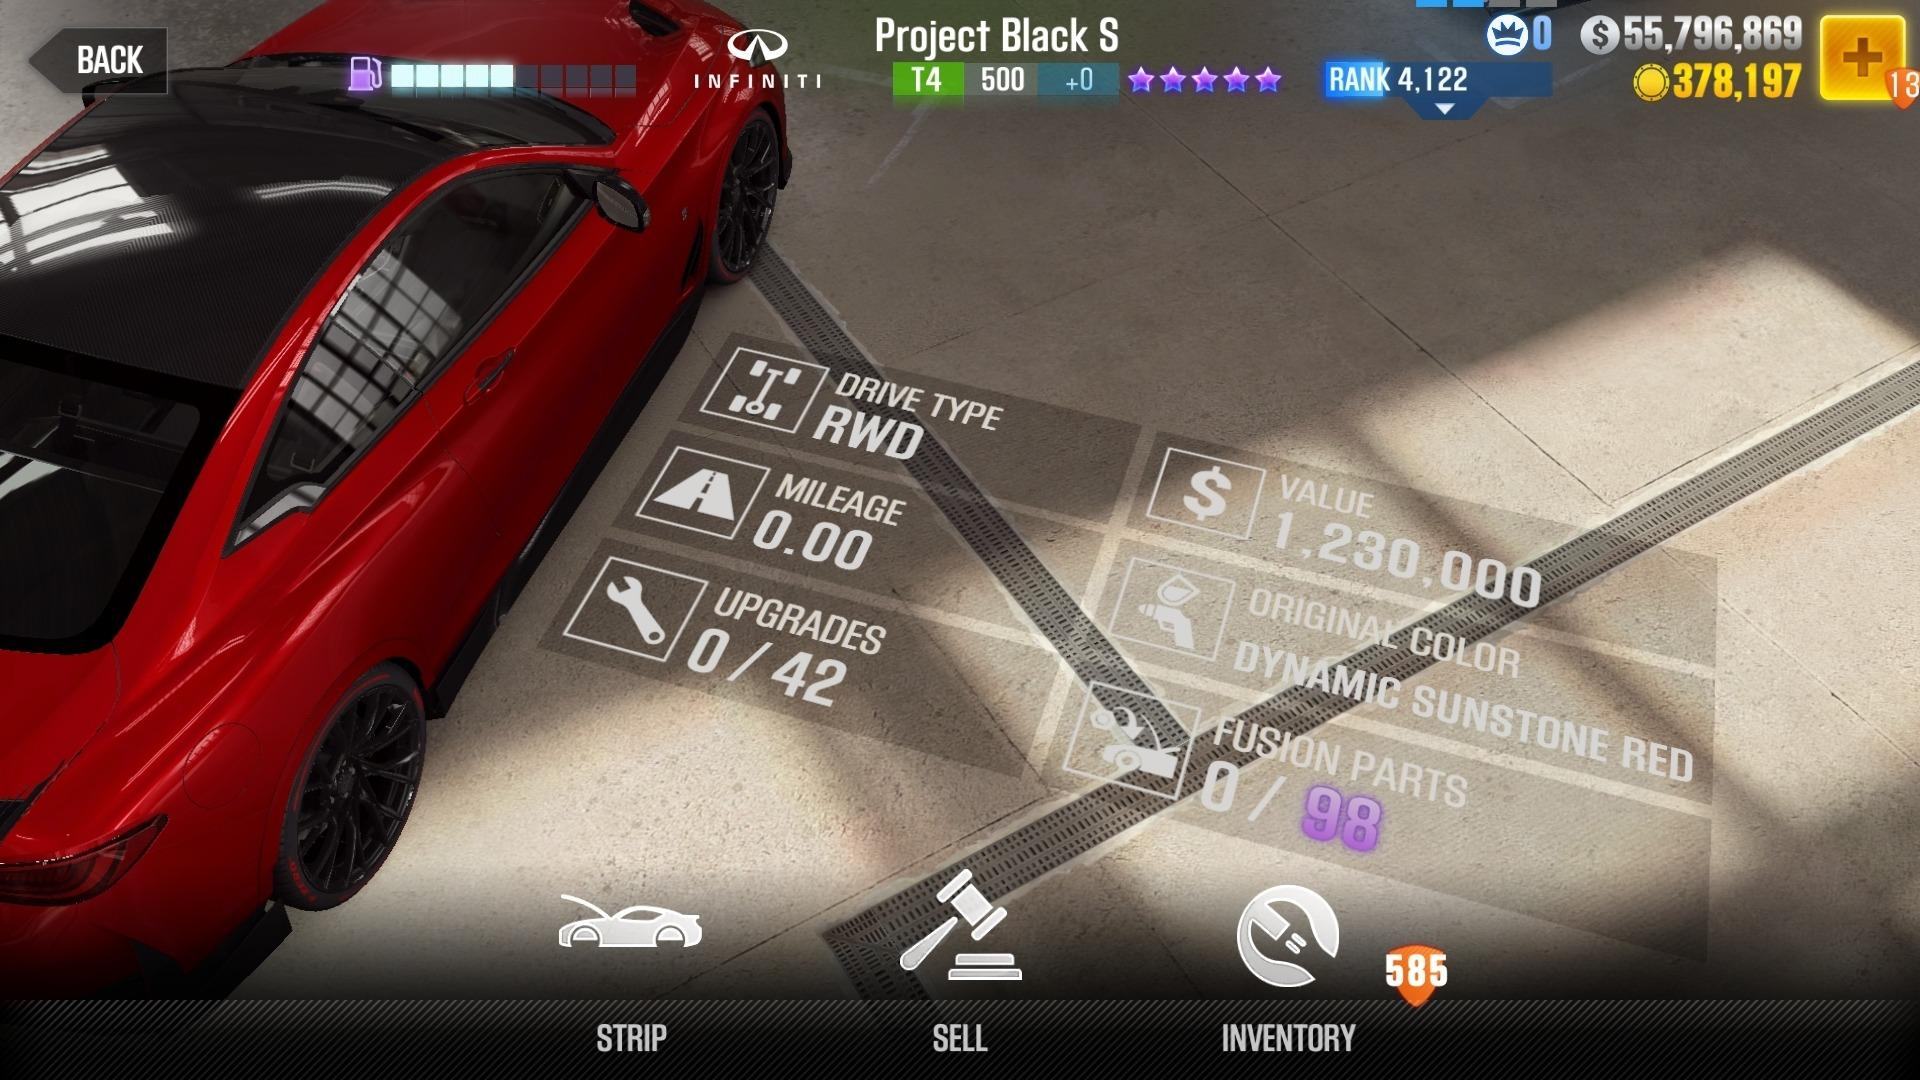 BACK
INFINITI
Project Black S
T4 500 +0
RANK 4,122
0
$ 55,796,869
378,197
13
DRIVE TYPE
RWD
MILEAGE
0.00
UPGRADES
0 / 42
$ VALUE
1,230,000
ORIGINAL COLOR
DYNAMIC SUNSTONE RED
FUSION PARTS
0 / 98
585
STRIP
SELL
INVENTORY